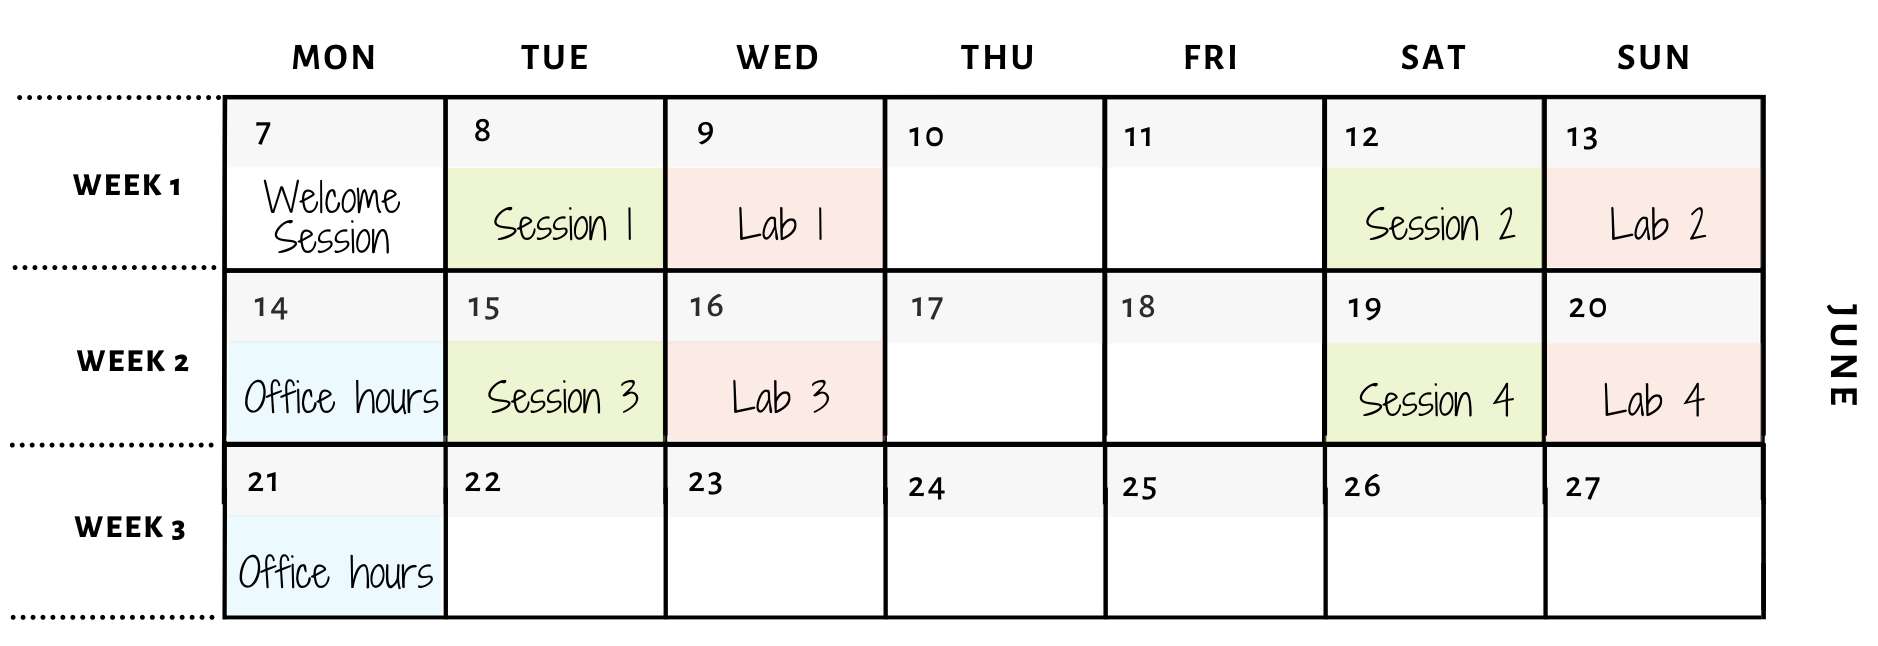 MON TUE WED THU FRI SAT SUN
WEEK 1
7 8 9 10 11 12 13
Welcome
Session
Session 1
Lab 1
Session 2
Lab 2
WEEK 2
14 15 16 17 18 19 20
Office hours
Session 3
Lab 3
Session 4
Lab 4
WEEK 3
21 22 23 24 25 26 27
Office hours
JUNE